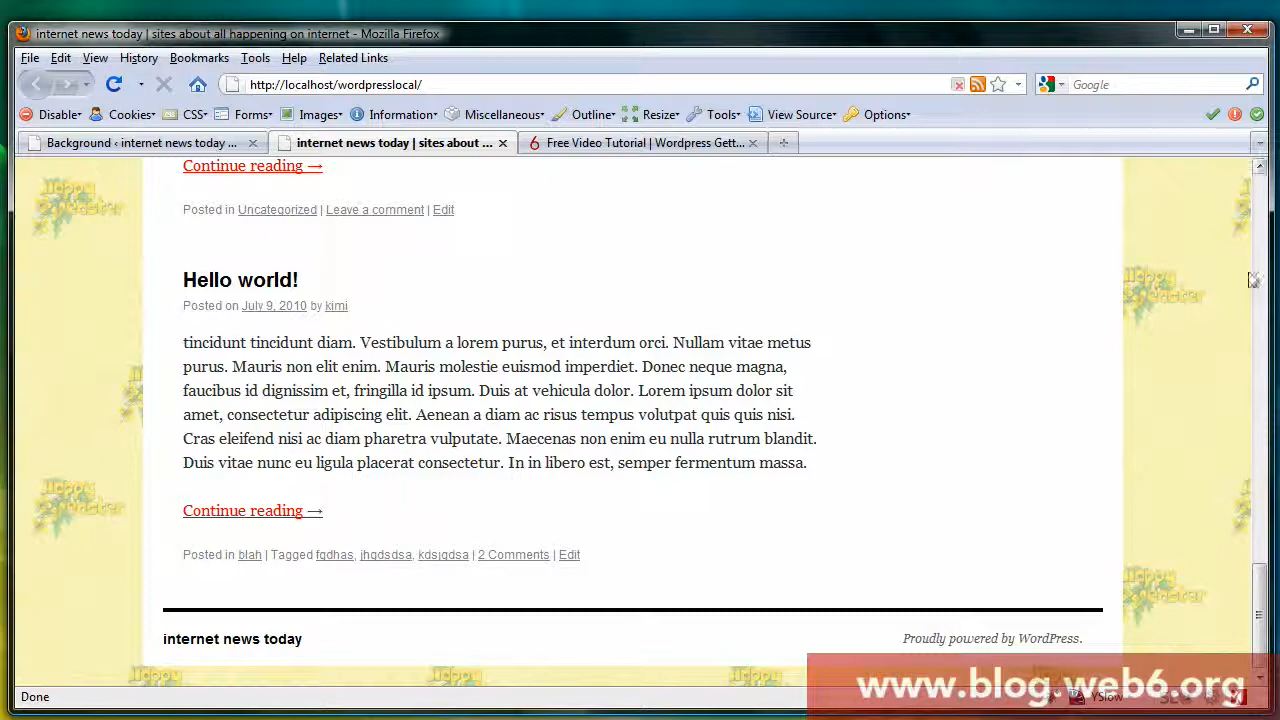 internet news today | sites about all happening on internet - Mozilla Firefox
File Edit View History Bookmarks Tools Help Related Links
http://localhost/wordpresslocal/
Google
Disable Cookies CSS Forms Images Information Miscellaneous Outline Resize Tools View Source Options
Background ‹ internet news today ...
internet news today | sites about ...
Free Video Tutorial | Wordpress Gett...
Continue reading →
Posted in Uncategorized | Leave a comment | Edit
Hello world!
Posted on July 9, 2010 by kimi
tincidunt tincidunt diam. Vestibulum a lorem purus, et interdum orci. Nullam vitae metus
purus. Mauris non elit enim. Mauris molestie euismod imperdiet. Donec neque magna,
faucibus id dignissim et, fringilla id ipsum. Duis at vehicula dolor. Lorem ipsum dolor sit
amet, consectetur adipiscing elit. Aenean a diam ac risus tempus volutpat quis quis nisi.
Cras eleifend nisi ac diam pharetra vulputate. Maecenas non enim eu nulla rutrum blandit.
Duis vitae nunc eu ligula placerat consectetur. In in libero est, semper fermentum massa.
Continue reading →
Posted in blah | Tagged fgdhas, jhgdsdsa, kdsjgdsa | 2 Comments | Edit
internet news today
Proudly powered by WordPress.
www.blog.web6.org
Done
YSlow